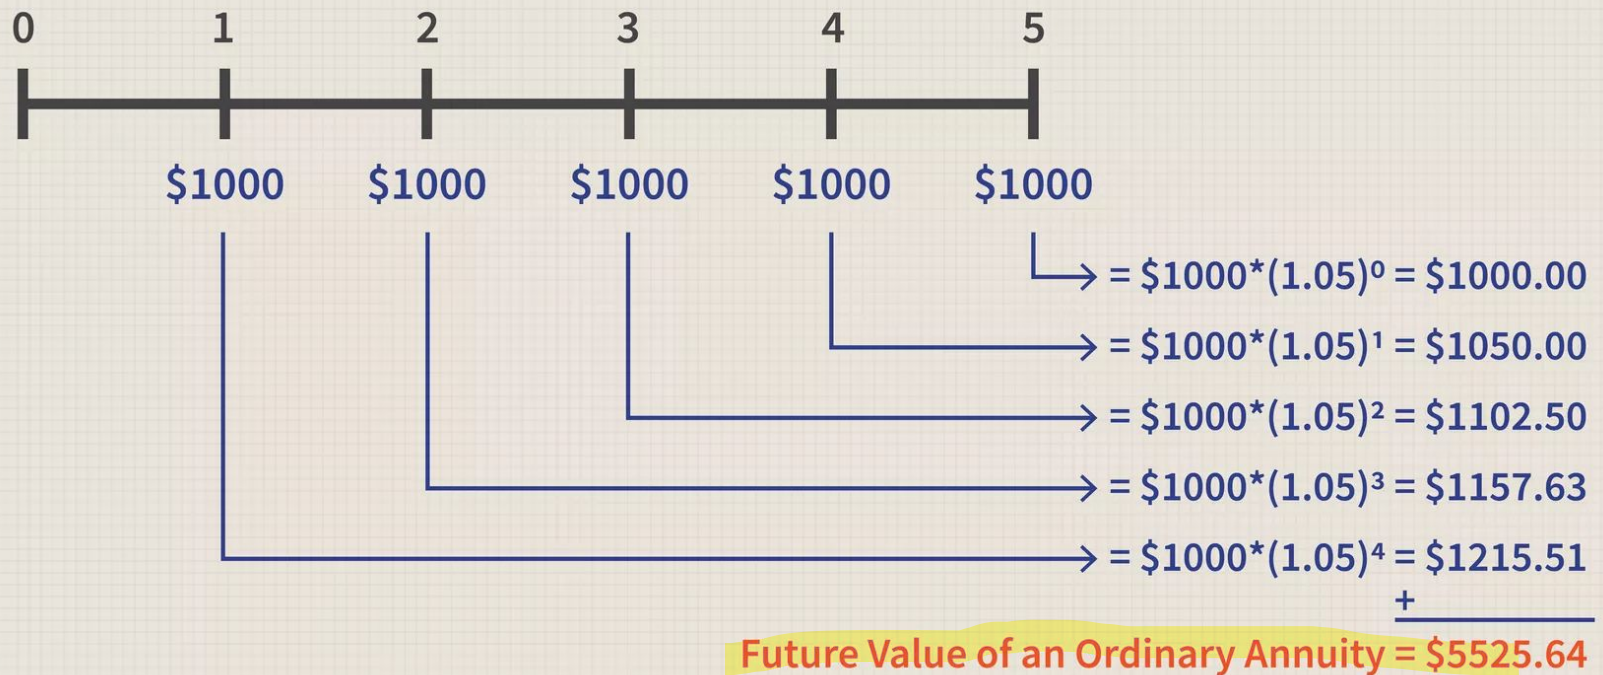 0 1 2 3 4 5
$1000 $1000 $1000 $1000 $1000
= $1000*(1.05)⁰ = $1000.00
= $1000*(1.05)¹ = $1050.00
= $1000*(1.05)² = $1102.50
= $1000*(1.05)³ = $1157.63
= $1000*(1.05)⁴ = $1215.51
+
Future Value of an Ordinary Annuity = $5525.64